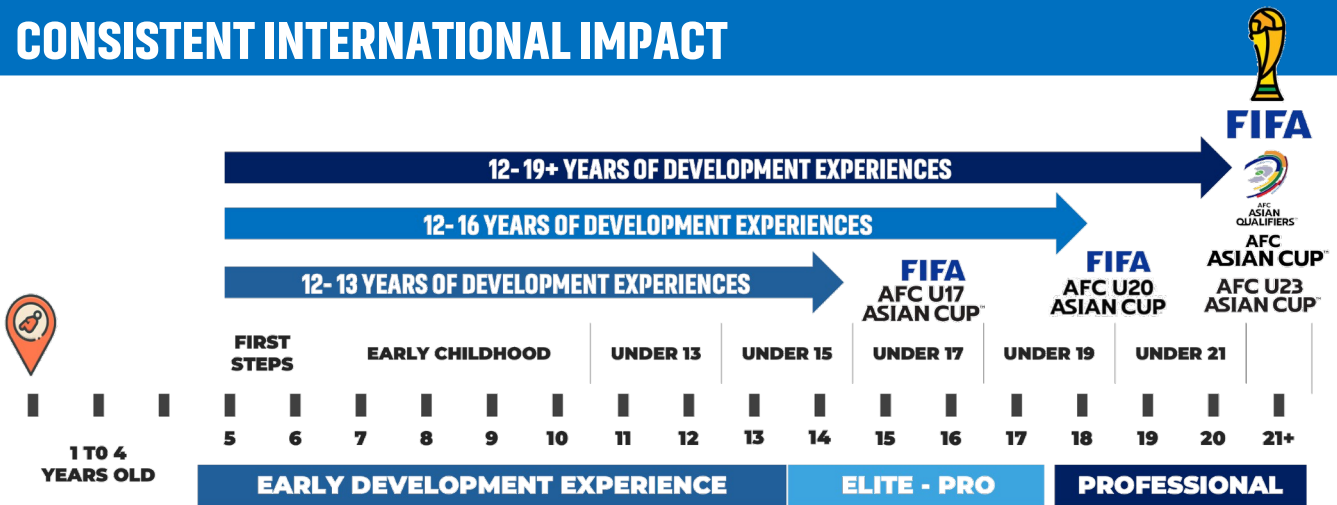 CONSISTENT INTERNATIONAL IMPACT
FIFA
12- 19+ YEARS OF DEVELOPMENT EXPERIENCES
AFC
ASIAN
QUALIFIERS™
12- 16 YEARS OF DEVELOPMENT EXPERIENCES
AFC
ASIAN CUP™
12- 13 YEARS OF DEVELOPMENT EXPERIENCES
FIFA
AFC U17
ASIAN CUP™
FIFA
AFC U20
ASIAN CUP
AFC U23
ASIAN CUP™
FIRST
STEPS
EARLY CHILDHOOD
UNDER 13
UNDER 15
UNDER 17
UNDER 19
UNDER 21
1 TO 4
YEARS OLD
5 6 7 8 9 10 11 12 13 14 15 16 17 18 19 20 21+
EARLY DEVELOPMENT EXPERIENCE
ELITE - PRO
PROFESSIONAL